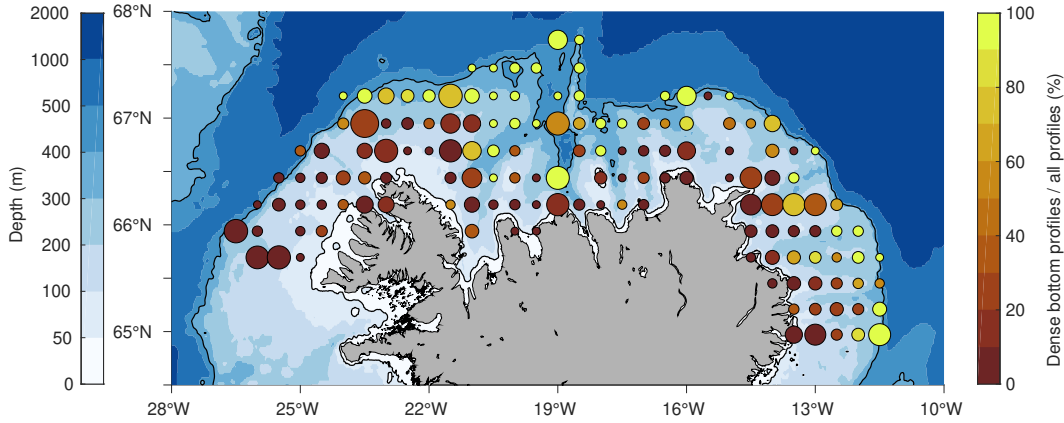 2000
1000
500
400
300
200
100
50
0
Depth (m)
68°N
67°N
66°N
65°N
28°W 25°W 22°W 19°W 16°W 13°W 10°W
100
80
60
40
20
0
Dense bottom profiles / all profiles (%)